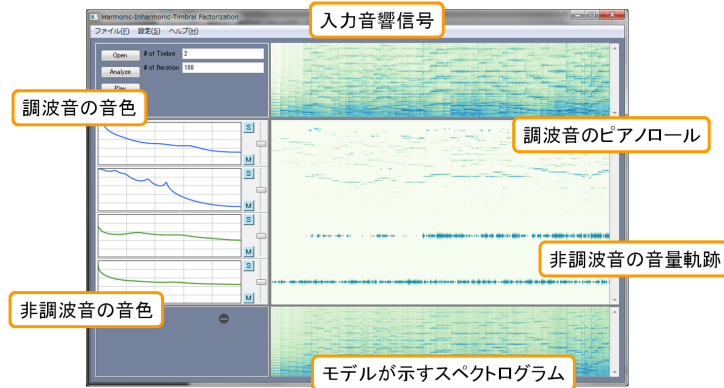 Harmonic-Inharmonic-Timbral Factorization
入力音響信号
ファイル(F) 設定(S) ヘルプ(H)
Open # of Timbre 2
Analyze # of Iteration 100
Play
調波音の音色
調波音のピアノロール
S
M
S
M
S
M
S
M
非調波音の音量軌跡
非調波音の音色
モデルが示すスペクトログラム